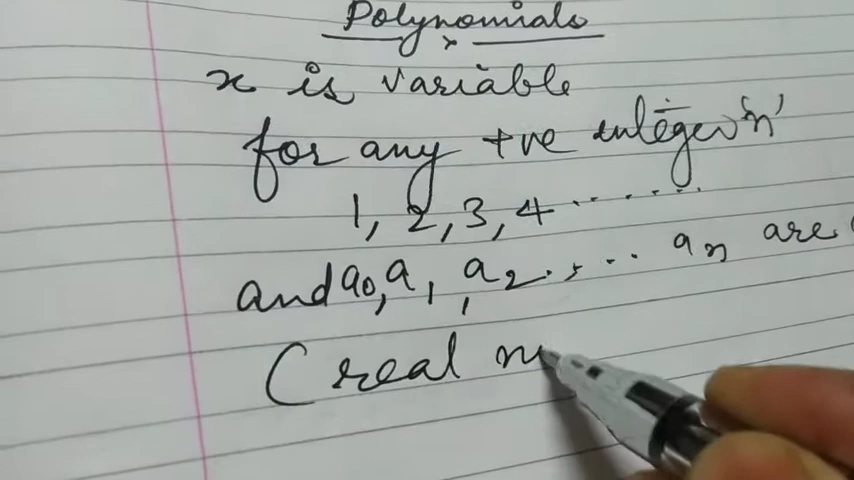 Polynomials
x is variable
for any +ve integer 'n'
1, 2, 3, 4 .......
and a₀, a₁, a₂ ..,... aₙ are
(real